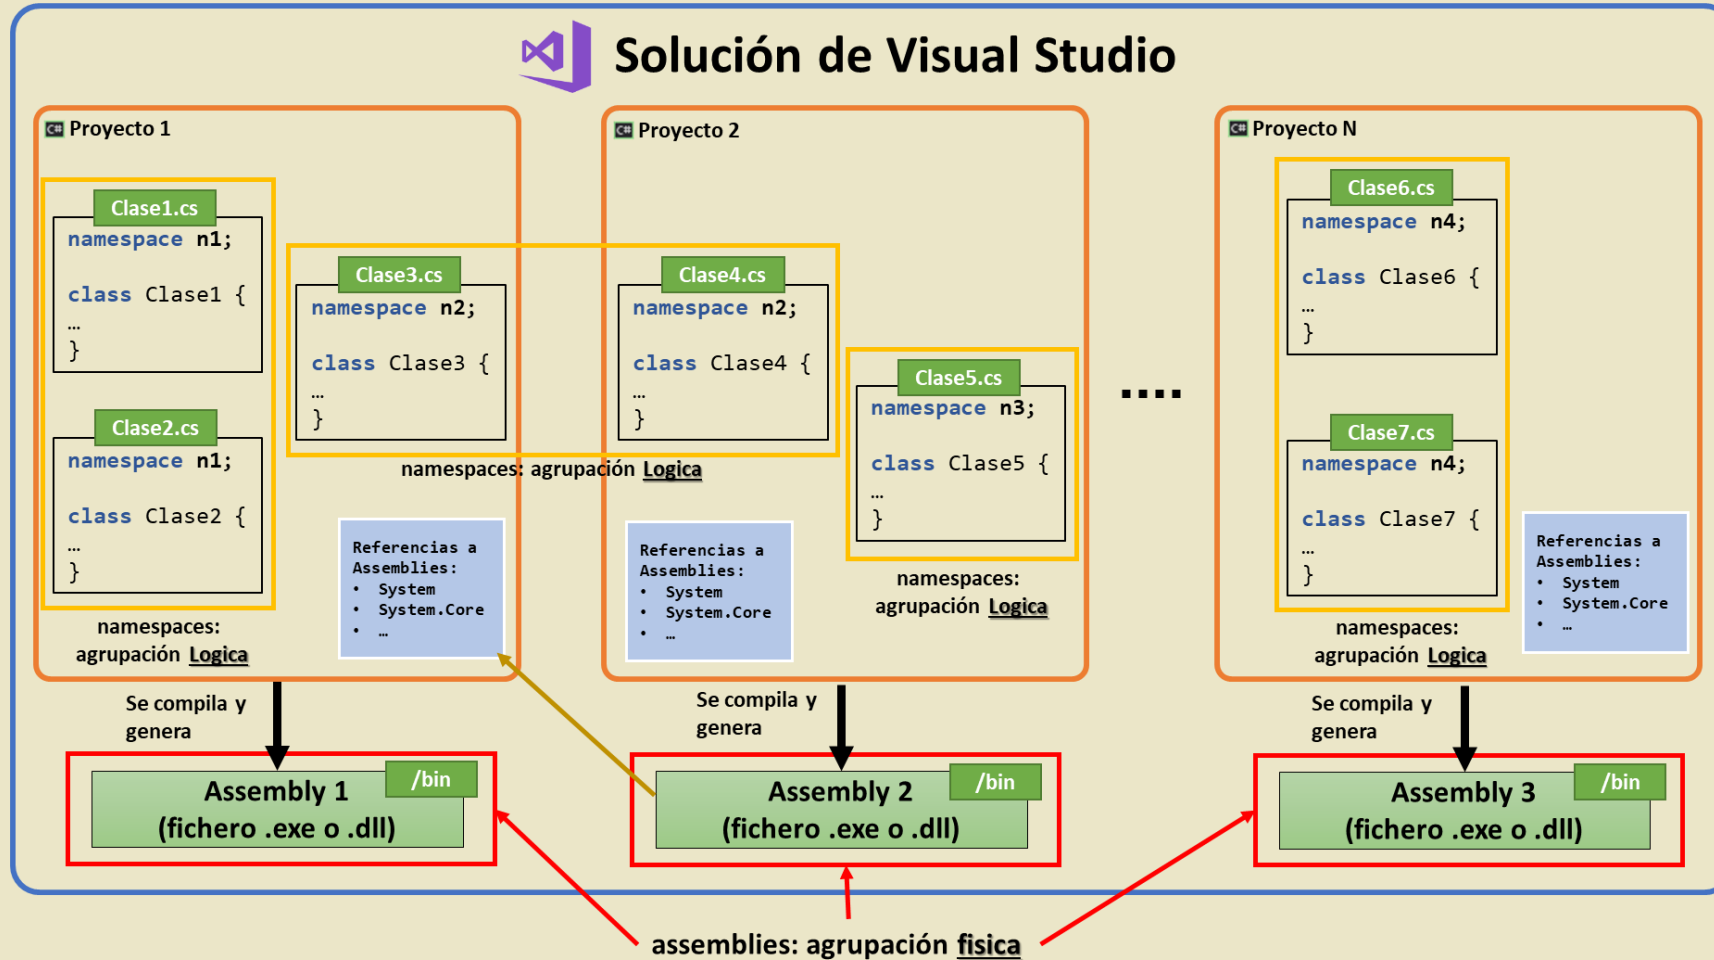 Solución de Visual Studio
C# Proyecto 1
Clase1.cs
namespace n1;
class Clase1 {
…
}
Clase2.cs
namespace n1;
class Clase2 {
…
}
namespaces:
agrupación Logica
Clase3.cs
namespace n2;
class Clase3 {
…
}
Referencias a
Assemblies:
• System
• System.Core
• …
C# Proyecto 2
Clase4.cs
namespace n2;
class Clase4 {
…
}
namespaces: agrupación Logica
Referencias a
Assemblies:
• System
• System.Core
• …
Clase5.cs
namespace n3;
class Clase5 {
…
}
namespaces:
agrupación Logica
....
C# Proyecto N
Clase6.cs
namespace n4;
class Clase6 {
…
}
Clase7.cs
namespace n4;
class Clase7 {
…
}
namespaces:
agrupación Logica
Referencias a
Assemblies:
• System
• System.Core
• …
Se compila y
genera
Assembly 1
(fichero .exe o .dll)
/bin
Se compila y
genera
Assembly 2
(fichero .exe o .dll)
/bin
Se compila y
genera
Assembly 3
(fichero .exe o .dll)
/bin
assemblies: agrupación fisica